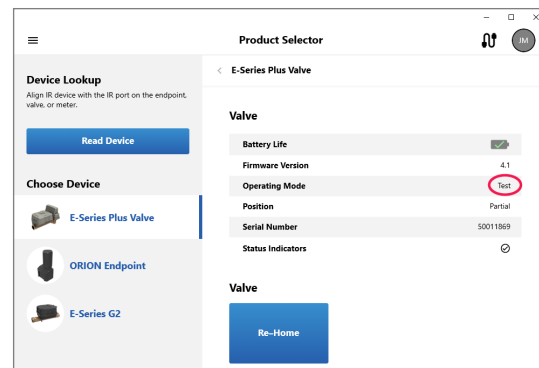 Product Selector
JM
Device Lookup
Align IR device with the IR port on the endpoint,
valve, or meter.
Read Device
Choose Device
E-Series Plus Valve
ORION Endpoint
E-Series G2
E-Series Plus Valve
Valve
Battery Life
Firmware Version 4.1
Operating Mode Test
Position Partial
Serial Number 50011869
Status Indicators
Valve
Re-Home